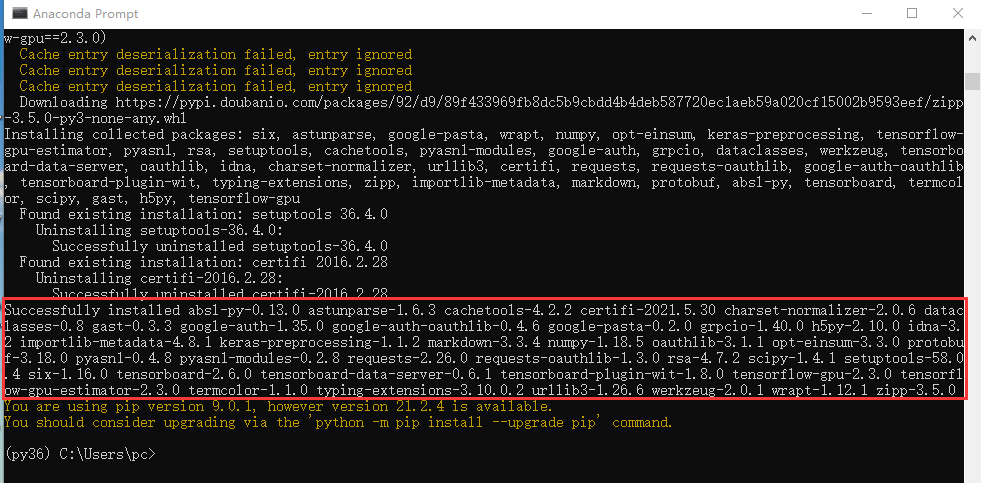 Anaconda Prompt
w-gpu==2.3.0)
Cache entry deserialization failed, entry ignored
Cache entry deserialization failed, entry ignored
Cache entry deserialization failed, entry ignored
Downloading https://pypi.doubanio.com/packages/92/d9/89f433969fb8dc5b9cbdd4b4deb587720ec1aeb59a020cf15002b9593eef/zipp
-3.5.0-py3-none-any.whl
Installing collected packages: six, astunparse, google-pasta, wrapt, numpy, opt-einsum, keras-preprocessing, tensorflow-
gpu-estimator, pyasn1, rsa, setuptools, cachetools, pyasn1-modules, google-auth, grpcio, dataclasses, werkzeug, tensorbo
ard-data-server, oauthlib, idna, charset-normalizer, urllib3, certifi, requests, requests-oauthlib, google-auth-oauthlib
, tensorboard-plugin-wit, typing-extensions, zipp, importlib-metadata, markdown, protobuf, absl-py, tensorboard, termcol
or, scipy, gast, h5py, tensorflow-gpu
Found existing installation: setuptools 36.4.0
Uninstalling setuptools-36.4.0:
Successfully uninstalled setuptools-36.4.0
Found existing installation: certifi 2016.2.28
Uninstalling certifi-2016.2.28:
Successfully uninstalled certifi-2016.2.28
Successfully installed absl-py-0.13.0 astunparse-1.6.3 cachetools-4.2.2 certifi-2021.5.30 charset-normalizer-2.0.6 datac
lasses-0.8 gast-0.3.3 google-auth-1.35.0 google-auth-oauthlib-0.4.6 google-pasta-0.2.0 grpcio-1.40.0 h5py-2.10.0 idna-3.
2 importlib-metadata-4.8.1 keras-preprocessing-1.1.2 markdown-3.3.4 numpy-1.18.5 oauthlib-3.1.1 opt-einsum-3.3.0 protobu
f-3.18.0 pyasn1-0.4.8 pyasn1-modules-0.2.8 requests-2.26.0 requests-oauthlib-1.3.0 rsa-4.7.2 scipy-1.4.1 setuptools-58.0
.4 six-1.16.0 tensorboard-2.6.0 tensorboard-data-server-0.6.1 tensorboard-plugin-wit-1.8.0 tensorflow-gpu-2.3.0 tensorfl
ow-gpu-estimator-2.3.0 termcolor-1.1.0 typing-extensions-3.10.0.2 urllib3-1.26.6 werkzeug-2.0.1 wrapt-1.12.1 zipp-3.5.0
You are using pip version 9.0.1, however version 21.2.4 is available.
You should consider upgrading via the 'python -m pip install --upgrade pip' command.
(py36) C:\Users\pc>